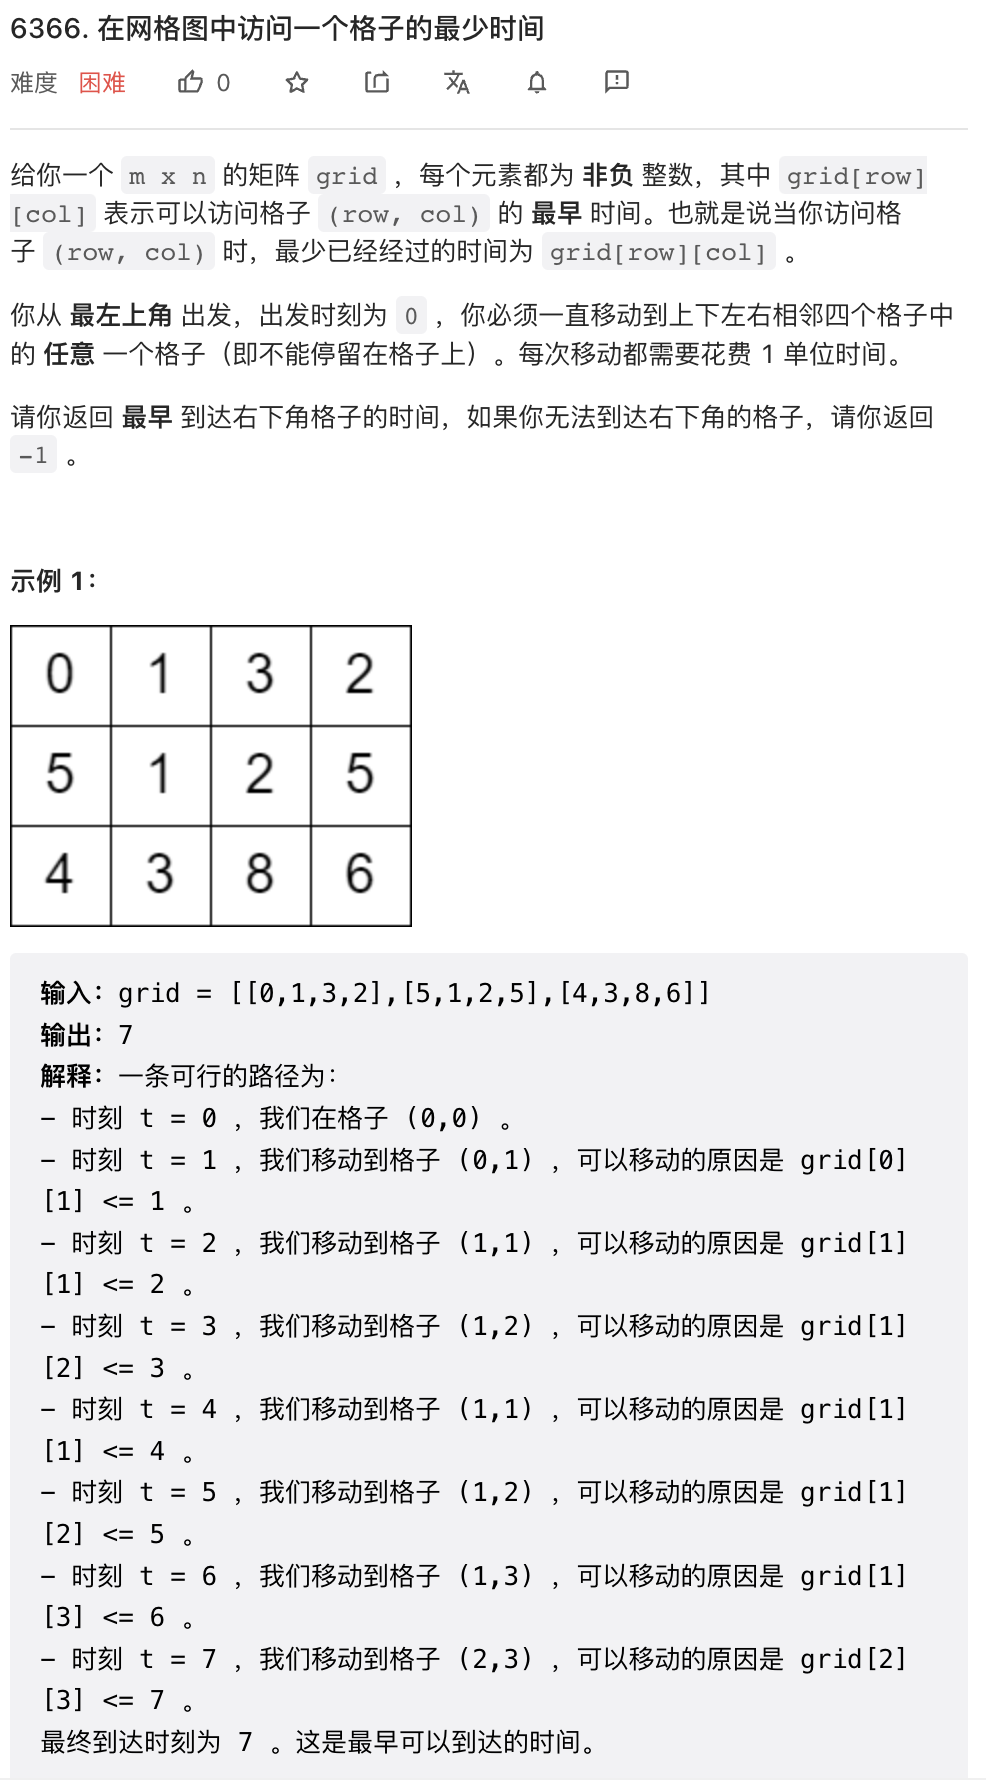 6366. 在网格图中访问一个格子的最少时间
难度 困难 0
给你一个 m x n 的矩阵 grid ，每个元素都为 非负 整数，其中 grid[row]
[col] 表示可以访问格子 (row, col) 的 最早 时间。也就是说当你访问格
子 (row, col) 时，最少已经经过的时间为 grid[row][col] 。
你从 最左上角 出发，出发时刻为 0 ，你必须一直移动到上下左右相邻四个格子中
的 任意 一个格子（即不能停留在格子上）。每次移动都需要花费 1 单位时间。
请你返回 最早 到达右下角格子的时间，如果你无法到达右下角的格子，请你返回
-1 。
示例 1：
0 1 3 2
5 1 2 5
4 3 8 6
输入：grid = [[0,1,3,2],[5,1,2,5],[4,3,8,6]]
输出：7
解释：一条可行的路径为：
- 时刻 t = 0 ，我们在格子 (0,0) 。
- 时刻 t = 1 ，我们移动到格子 (0,1) ，可以移动的原因是 grid[0]
[1] <= 1 。
- 时刻 t = 2 ，我们移动到格子 (1,1) ，可以移动的原因是 grid[1]
[1] <= 2 。
- 时刻 t = 3 ，我们移动到格子 (1,2) ，可以移动的原因是 grid[1]
[2] <= 3 。
- 时刻 t = 4 ，我们移动到格子 (1,1) ，可以移动的原因是 grid[1]
[1] <= 4 。
- 时刻 t = 5 ，我们移动到格子 (1,2) ，可以移动的原因是 grid[1]
[2] <= 5 。
- 时刻 t = 6 ，我们移动到格子 (1,3) ，可以移动的原因是 grid[1]
[3] <= 6 。
- 时刻 t = 7 ，我们移动到格子 (2,3) ，可以移动的原因是 grid[2]
[3] <= 7 。
最终到达时刻为 7 。这是最早可以到达的时间。